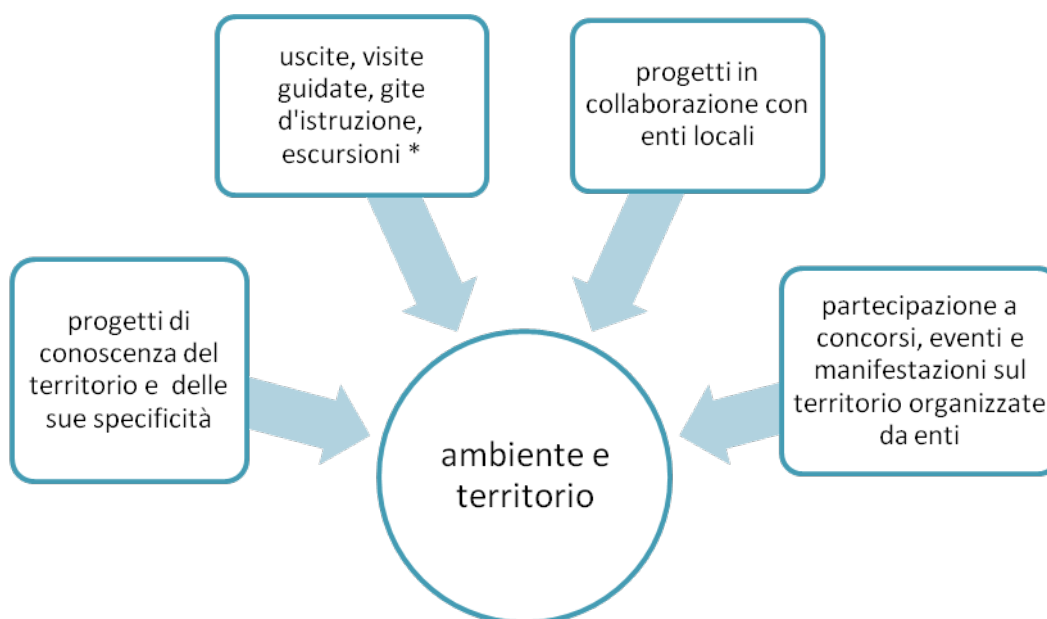 uscite, visite
guidate, gite
d'istruzione,
escursioni *
progetti in
collaborazione con
enti locali
progetti di
conoscenza del
territorio e  delle
sue specificità
partecipazione a
concorsi, eventi e
manifestazioni sul
territorio organizzate
da enti
ambiente e
territorio